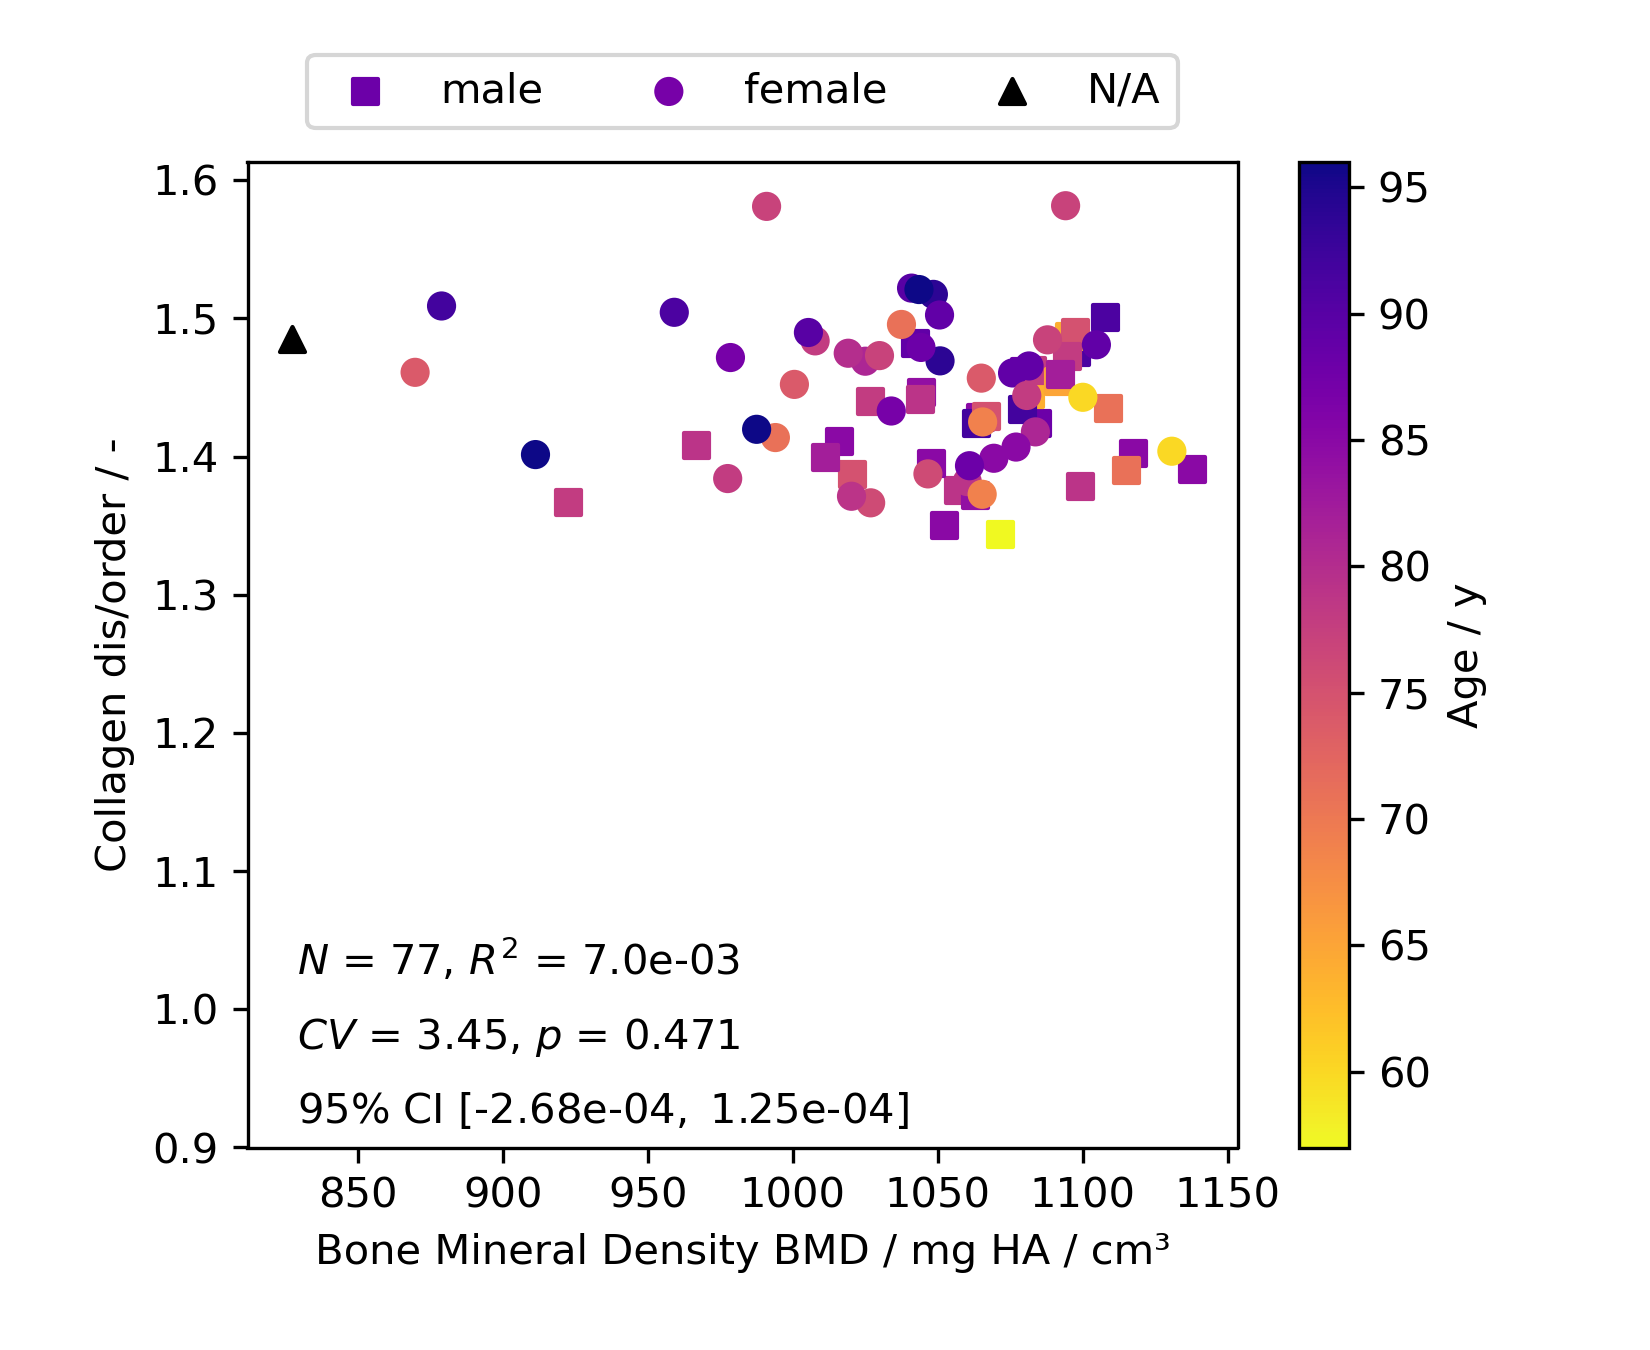 male female N/A
1.6
1.5
1.4
1.3
1.2
1.1
1.0
0.9
Collagen dis/order / -
N = 77, R² = 7.0e-03
CV = 3.45, p = 0.471
95% CI [-2.68e-04, 1.25e-04]
850 900 950 1000 1050 1100 1150
Bone Mineral Density BMD / mg HA / cm³
95
90
85
80
75
70
65
60
Age / y